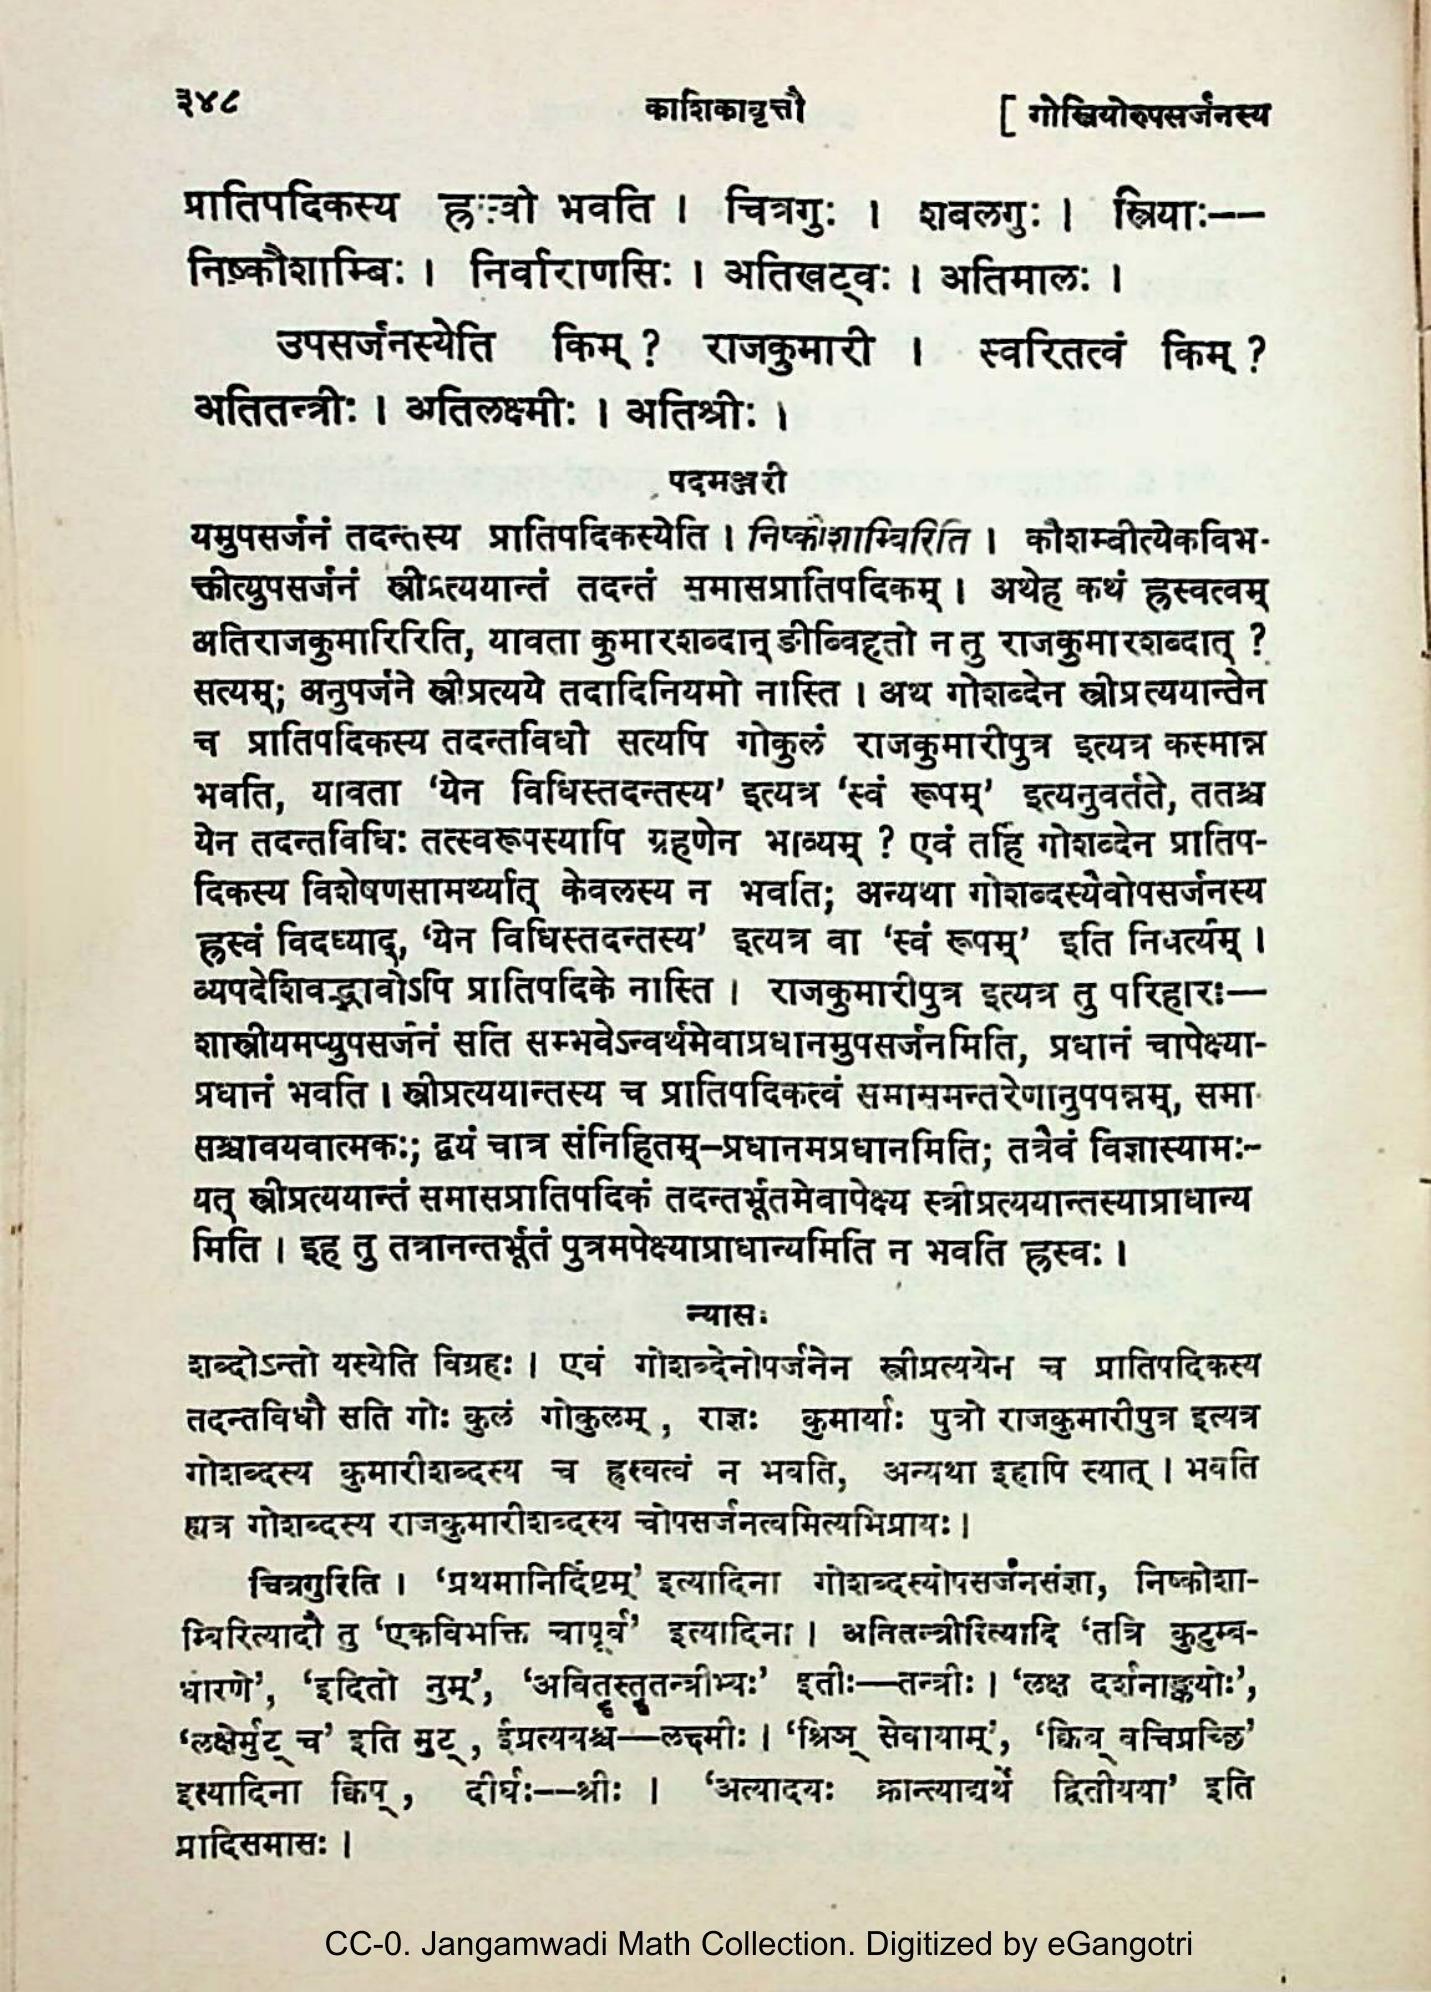 ३४८ काशिकावृत्तौ [ गोस्त्रियोरुपसर्जनस्य
प्रातिपदिकस्य ह्रस्वो भवति । चित्रगुः । शबलगुः । स्त्रियाः——
निष्कौशाम्बिः । निर्वाराणसिः । अतिखट्वः । अतिमालः ।
उपसर्जनस्येति किम् ? राजकुमारी । स्वरितत्वं किम् ?
अतितन्त्रीः । अतिलक्ष्मीः । अतिश्रीः ।
पदमञ्जरी
यमुपसर्जनं तदन्तस्य प्रातिपदिकस्येति । निष्कौशाम्बिरिति । कौशम्बीत्येकविभ-
क्तीत्युपसर्जनं स्त्रीप्रत्ययान्तं तदन्तं समासप्रातिपदिकम् । अथेह कथं ह्रस्वत्वम्
अतिराजकुमारिरिति, यावता कुमारशब्दान् ङीब्विहृतो न तु राजकुमारशब्दात् ?
सत्यम्; अनुपर्जने स्त्रीप्रत्यये तदादिनियमो नास्ति । अथ गोशब्देन स्त्रीप्रत्ययान्तेन
च प्रातिपदिकस्य तदन्तविधौ सत्यपि गोकुलं राजकुमारीपुत्र इत्यत्र कस्मान्न
भवति, यावता ‘येन विधिस्तदन्तस्य’ इत्यत्र ‘स्वं रूपम्’ इत्यनुवर्तते, ततश्च
येन तदन्तविधिः तत्स्वरूपस्यापि ग्रहणेन भाव्यम् ? एवं तर्हि गोशब्देन प्रातिप-
दिकस्य विशेषणसामर्थ्यात् केवलस्य न भवति; अन्यथा गोशब्दस्यैवोपसर्जनस्य
ह्रस्वं विदध्याद्, ‘येन विधिस्तदन्तस्य’ इत्यत्र वा ‘स्वं रूपम्’ इति निवर्त्यम् ।
व्यपदेशिवद्भावोऽपि प्रातिपदिके नास्ति । राजकुमारीपुत्र इत्यत्र तु परिहारः—
शास्त्रीयमप्युपसर्जनं सति सम्भवेऽन्वर्थमेवाप्रधानमुपसर्जनमिति, प्रधानं चापेक्ष्या-
प्रधानं भवति । स्त्रीप्रत्ययान्तस्य च प्रातिपदिकत्वं समासमन्तरेणानुपपन्नम्, समा-
सश्चावयवात्मकः; द्वयं चात्र संनिहितम्–प्रधानमप्रधानमिति; तत्रैवं विज्ञास्यामः–
यत् स्त्रीप्रत्ययान्तं समासप्रातिपदिकं तदन्तर्भूतमेवापेक्ष्य स्त्रीप्रत्ययान्तस्याप्राधान्य
मिति । इह तु तत्रानन्तर्भूतं पुत्रमपेक्ष्याप्राधान्यमिति न भवति ह्रस्वः ।
न्यासः
शब्दोऽन्तो यस्येति विग्रहः । एवं गोशब्देनोपर्जनेन स्त्रीप्रत्ययेन च प्रातिपदिकस्य
तदन्तविधौ सति गोः कुलं गोकुलम् , राज्ञः कुमार्याः पुत्रो राजकुमारीपुत्र इत्यत्र
गोशब्दस्य कुमारीशब्दस्य च ह्रस्वत्वं न भवति, अन्यथा इहापि स्यात् । भवति
ह्यत्र गोशब्दस्य राजकुमारीशब्दस्य चोपसर्जनत्वमित्यभिप्रायः ।
चित्रगुरिति । ‘प्रथमानिर्दिष्टम्’ इत्यादिना गोशब्दस्योपसर्जनसंज्ञा, निष्कोशा-
म्बिरित्यादौ तु ‘एकविभक्ति चापूर्व’ इत्यादिना । अतितन्त्रीरित्यादि ‘तत्रि कुटुम्ब-
धारणे’, ‘इदितो नुम्’, ‘अवितॄस्तृतन्त्रीभ्यः’ इतीः—तन्त्रीः । ‘लक्ष दर्शनाङ्कयोः’,
‘लक्षेर्मुट् च’ इति मुट् , ईप्रत्ययश्च—लक्ष्मीः । ‘श्रिञ् सेवायाम्’, ‘क्विब् वचिप्रच्छि’
इत्यादिना क्विप् , दीर्घः——श्रीः । ‘अत्यादयः क्रान्त्याद्यर्थे द्वितीयया’ इति
प्रादिसमासः ।
CC-0. Jangamwadi Math Collection. Digitized by eGangotri